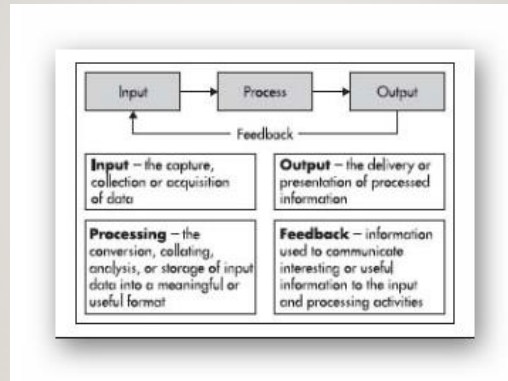 Input
Process
Output
Feedback
Input – the capture,
collection or acquisition
of data
Output – the delivery or
presentation of processed
information
Processing – the
conversion, collating,
analysis, or storage of input
data into a meaningful or
useful format
Feedback – information
used to communicate
interesting or useful
information to the input
and processing activities